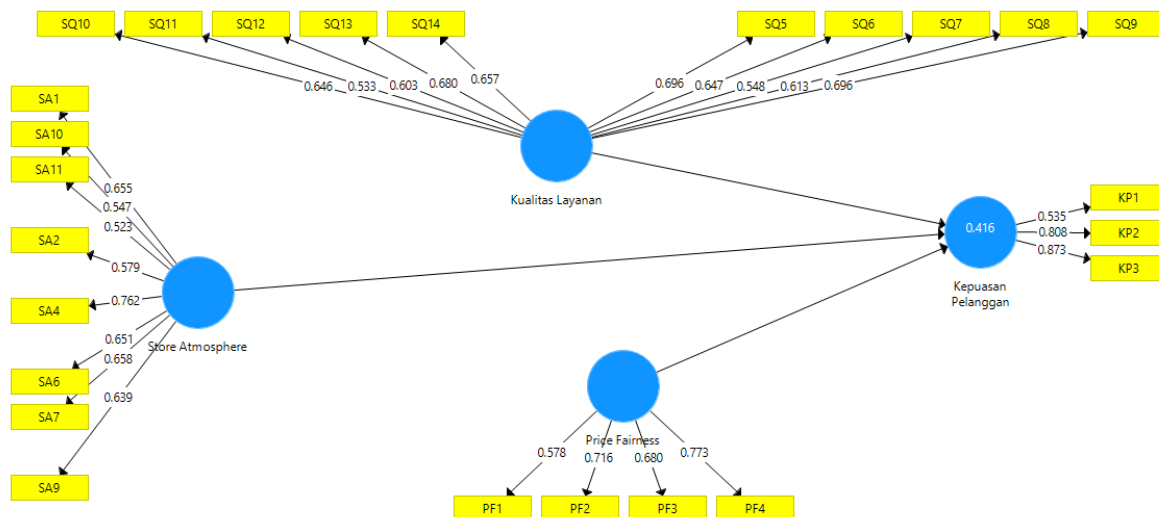 SQ10 SQ11 SQ12 SQ13 SQ14 SQ5 SQ6 SQ7 SQ8 SQ9
0.646 0.533 0.603 0.680 0.657 0.696 0.647 0.548 0.613 0.696
SA1
SA10
SA11
SA2
SA4
SA6
SA7
SA9
0.655
0.547
0.523
0.579
0.762
0.651
0.658
0.639
Store Atmosphere
Kualitas Layanan
0.416
Kepuasan
Pelanggan
0.535
0.808
0.873
KP1
KP2
KP3
Price Fairness
0.578 0.716 0.680 0.773
PF1 PF2 PF3 PF4